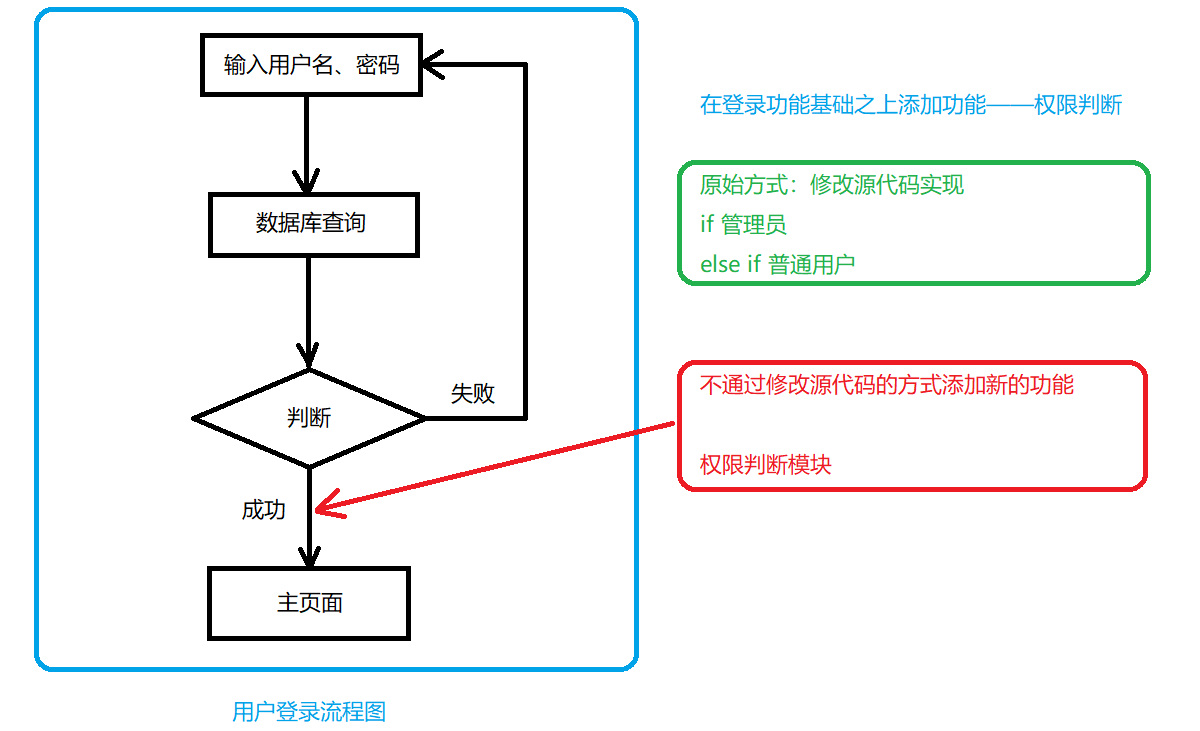 输入用户名、密码
数据库查询
判断
失败
成功
主页面
用户登录流程图
在登录功能基础之上添加功能——权限判断
原始方式：修改源代码实现
if 管理员
else if 普通用户
不通过修改源代码的方式添加新的功能
权限判断模块